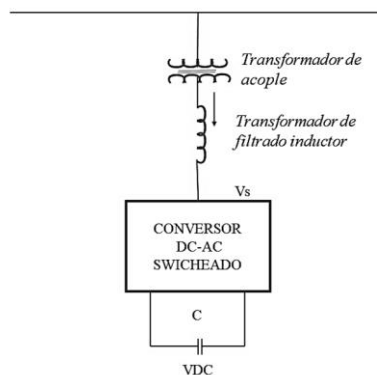 Transformador de
acople
Transformador de
filtrado inductor
Vs
CONVERSOR
DC-AC
SWICHEADO
C
VDC